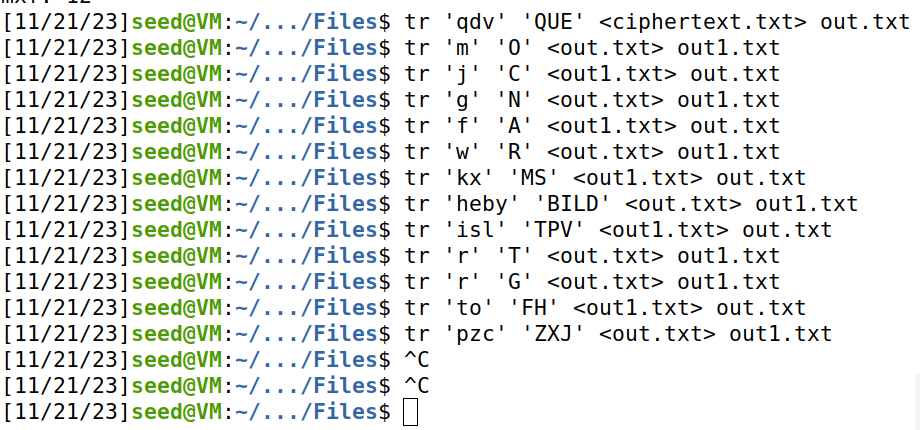 [11/21/23]seed@VM:~/.../Files$ tr 'qdv' 'QUE' <ciphertext.txt> out.txt
[11/21/23]seed@VM:~/.../Files$ tr 'm' 'O' <out.txt> out1.txt
[11/21/23]seed@VM:~/.../Files$ tr 'j' 'C' <out1.txt> out.txt
[11/21/23]seed@VM:~/.../Files$ tr 'g' 'N' <out.txt> out1.txt
[11/21/23]seed@VM:~/.../Files$ tr 'f' 'A' <out1.txt> out.txt
[11/21/23]seed@VM:~/.../Files$ tr 'w' 'R' <out.txt> out1.txt
[11/21/23]seed@VM:~/.../Files$ tr 'kx' 'MS' <out1.txt> out.txt
[11/21/23]seed@VM:~/.../Files$ tr 'heby' 'BILD' <out.txt> out1.txt
[11/21/23]seed@VM:~/.../Files$ tr 'isl' 'TPV' <out1.txt> out.txt
[11/21/23]seed@VM:~/.../Files$ tr 'r' 'T' <out1.txt> out.txt
[11/21/23]seed@VM:~/.../Files$ tr 'r' 'G' <out.txt> out1.txt
[11/21/23]seed@VM:~/.../Files$ tr 'to' 'FH' <out1.txt> out.txt
[11/21/23]seed@VM:~/.../Files$ tr 'pzc' 'ZXJ' <out.txt> out1.txt
[11/21/23]seed@VM:~/.../Files$ ^C
[11/21/23]seed@VM:~/.../Files$ ^C
[11/21/23]seed@VM:~/.../Files$